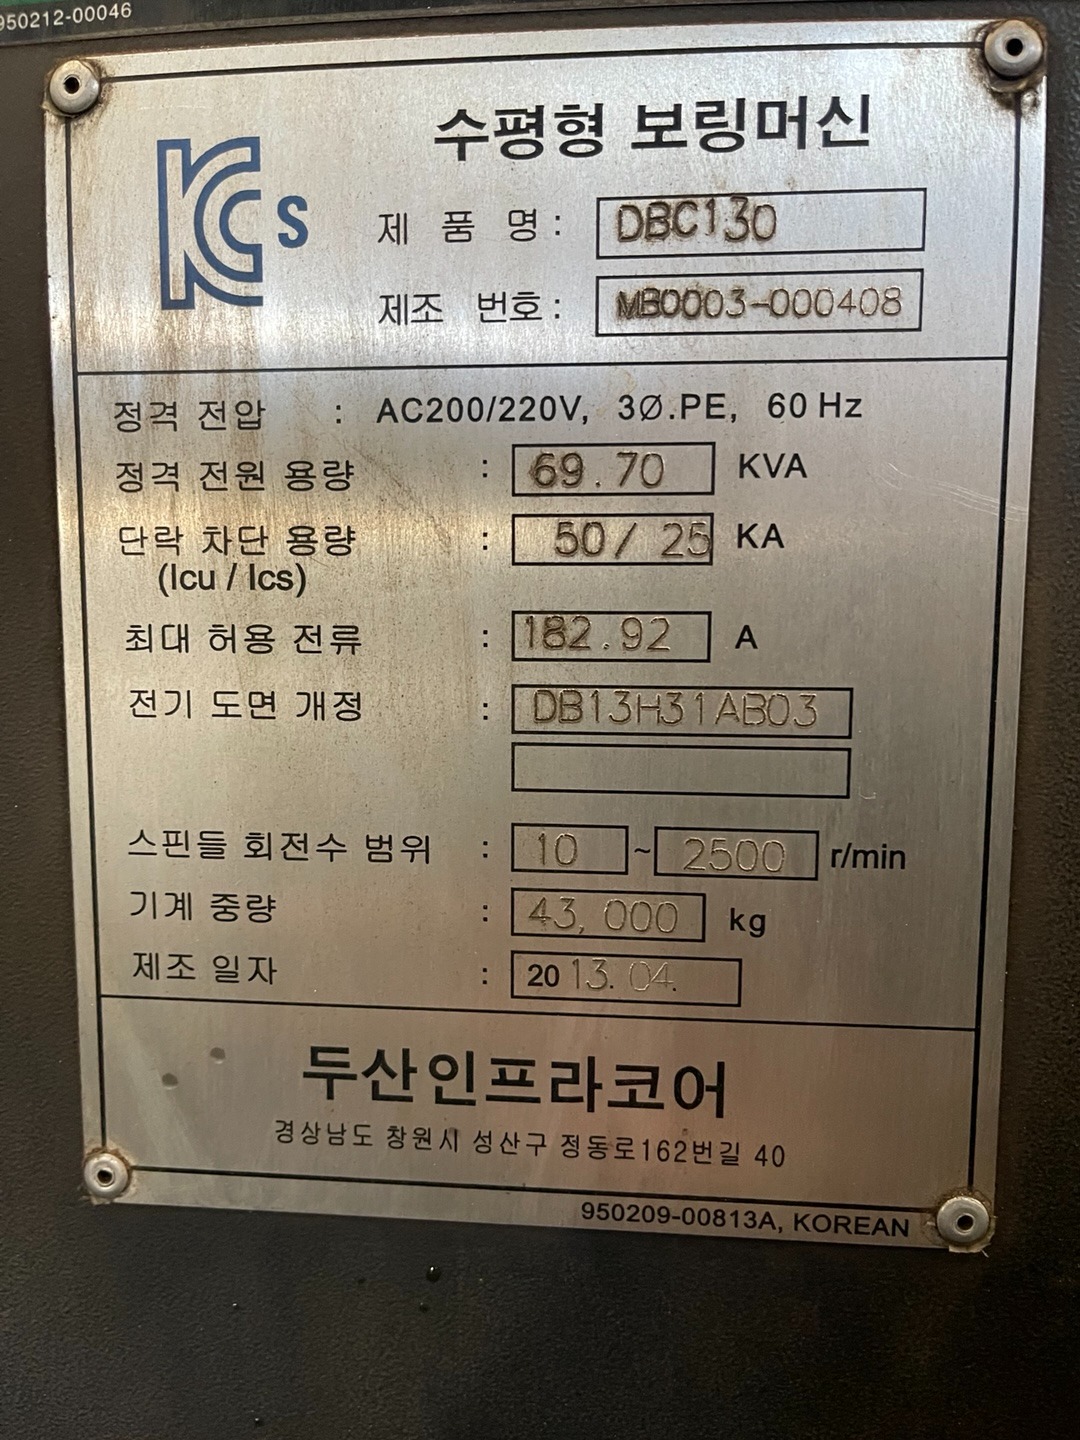 950212-00046
KCs
수평형 보링머신
제 품 명 : DBC130
제조 번호 : MB0003-000408
정격 전압 : AC200/220V, 3Ø.PE, 60 Hz
정격 전원 용량 : 69.70 KVA
단락 차단 용량 : 50/ 25 KA
(Icu / Ics)
최대 허용 전류 : 182.92 A
전기 도면 개정 : DB13H31AB03
스핀들 회전수 범위 : 10 ~ 2500 r/min
기계 중량 : 43,000 kg
제조 일자 : 2013.04.
두산인프라코어
경상남도 창원시 성산구 정동로162번길 40
950209-00813A, KOREAN